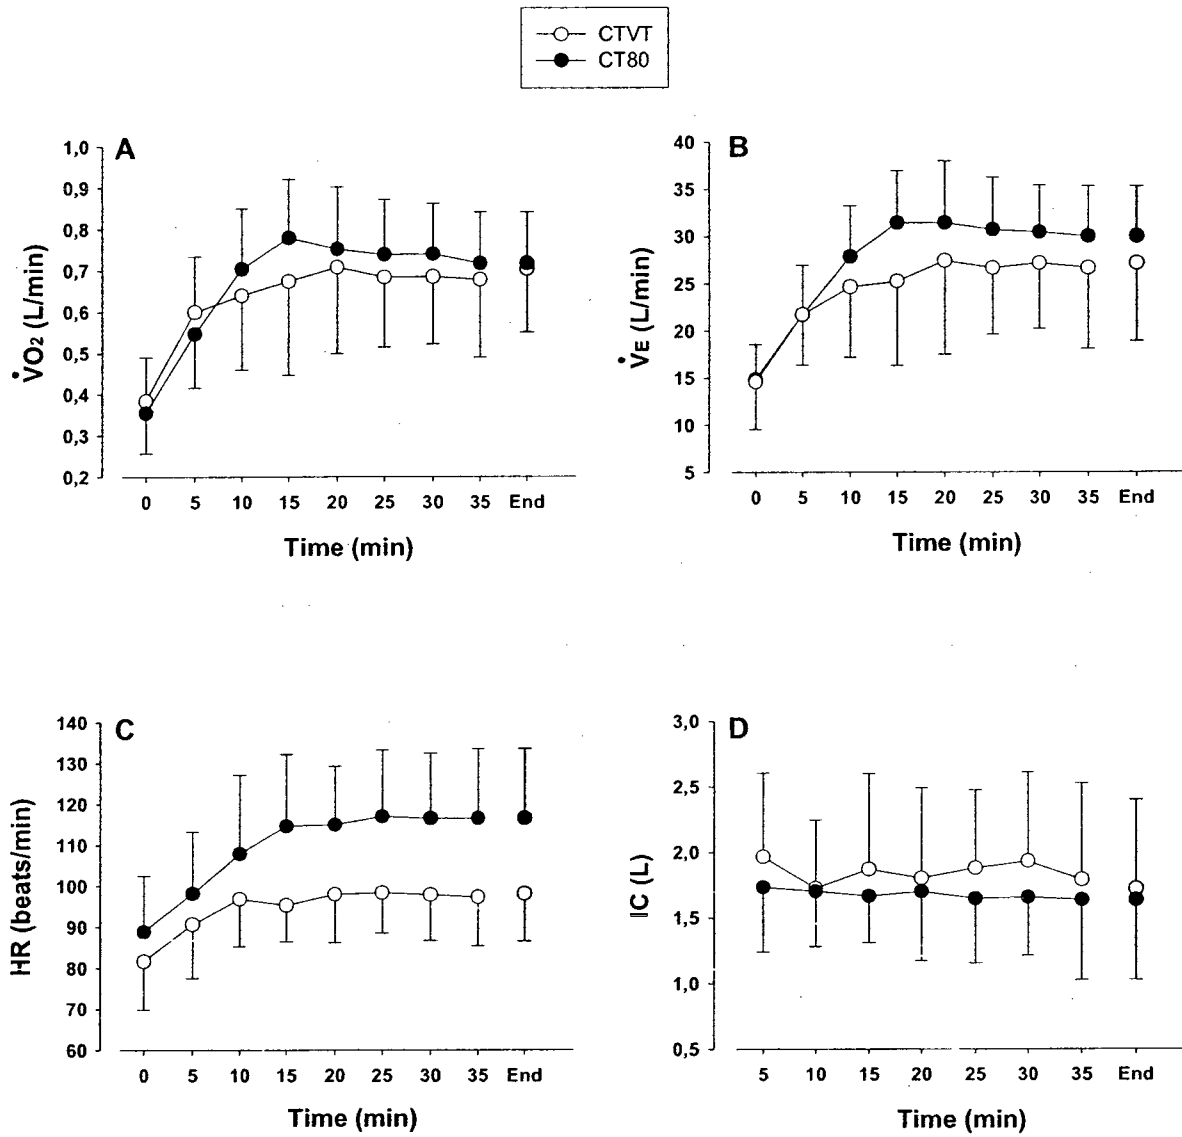 CTVT
CT80
A
1,0
0,9
0,8
0,7
0,6
0,5
0,4
0,3
0,2
V̇O₂ (L/min)
0 5 10 15 20 25 30 35 End
Time (min)
B
40
35
30
25
20
15
10
5
V̇E (L/min)
0 5 10 15 20 25 30 35 End
Time (min)
C
140
130
120
110
100
90
80
70
60
HR (beats/min)
0 5 10 15 20 25 30 35 End
Time (min)
D
3,0
2,5
2,0
1,5
1,0
0,5
IC (L)
5 10 15 20 25 30 35 End
Time (min)